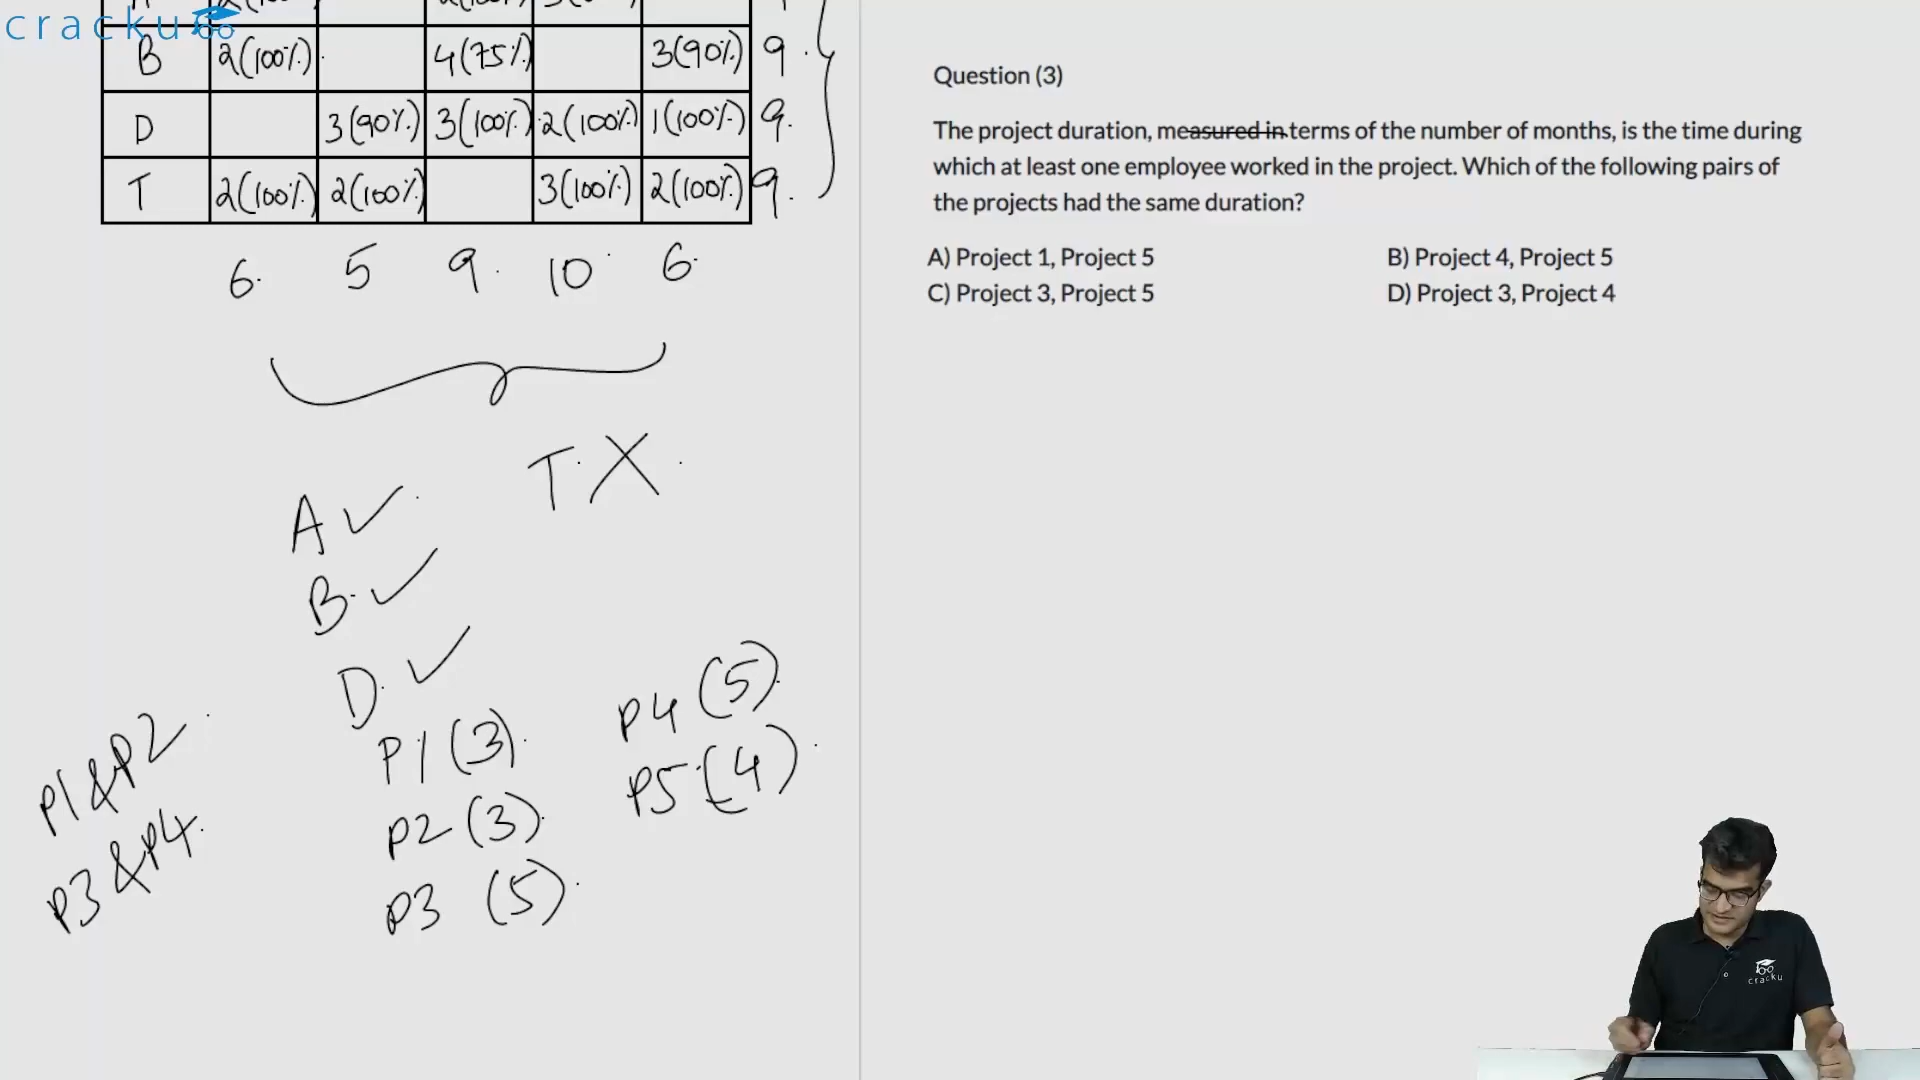 cracku
B 2(100%) 4(75%) 3(90%) 9
D 3(90%) 3(100%) 2(100%) 1(100%) 9.
T 2(100%) 2(100%) 3(100%) 2(100%) 9.
6 5 9 10 6
T X
A ✓
B ✓
D ✓
P1 (3)
P2 (3)
P3 (5)
P4 (5)
P5 (4)
P1&P2
P3&P4
Question (3)
The project duration, measured in terms of the number of months, is the time during
which at least one employee worked in the project. Which of the following pairs of
the projects had the same duration?
A) Project 1, Project 5
B) Project 4, Project 5
C) Project 3, Project 5
D) Project 3, Project 4
cracku